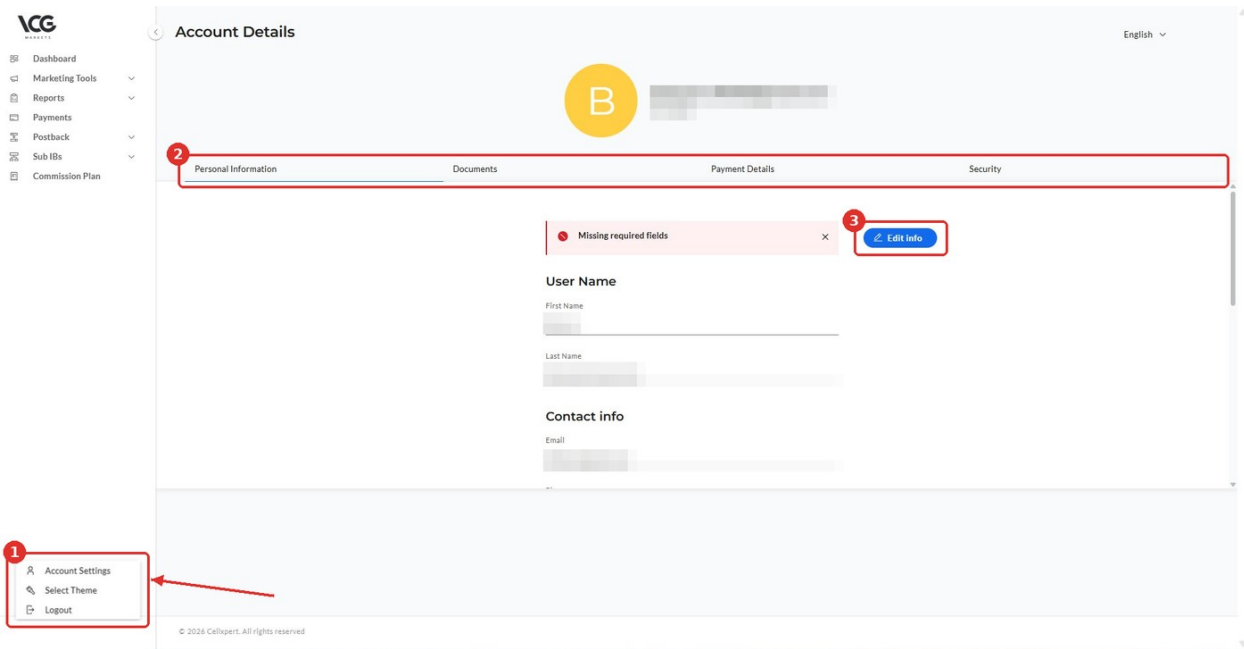 ACG
MARKETS
Account Details
English
Dashboard
Marketing Tools
Reports
Payments
Postback
Sub IBs
Commission Plan
B
2
Personal Information
Documents
Payment Details
Security
3
Missing required fields
Edit info
User Name
First Name
Last Name
Contact info
Email
1
Account Settings
Select Theme
Logout
© 2026 Cellxpert. All rights reserved